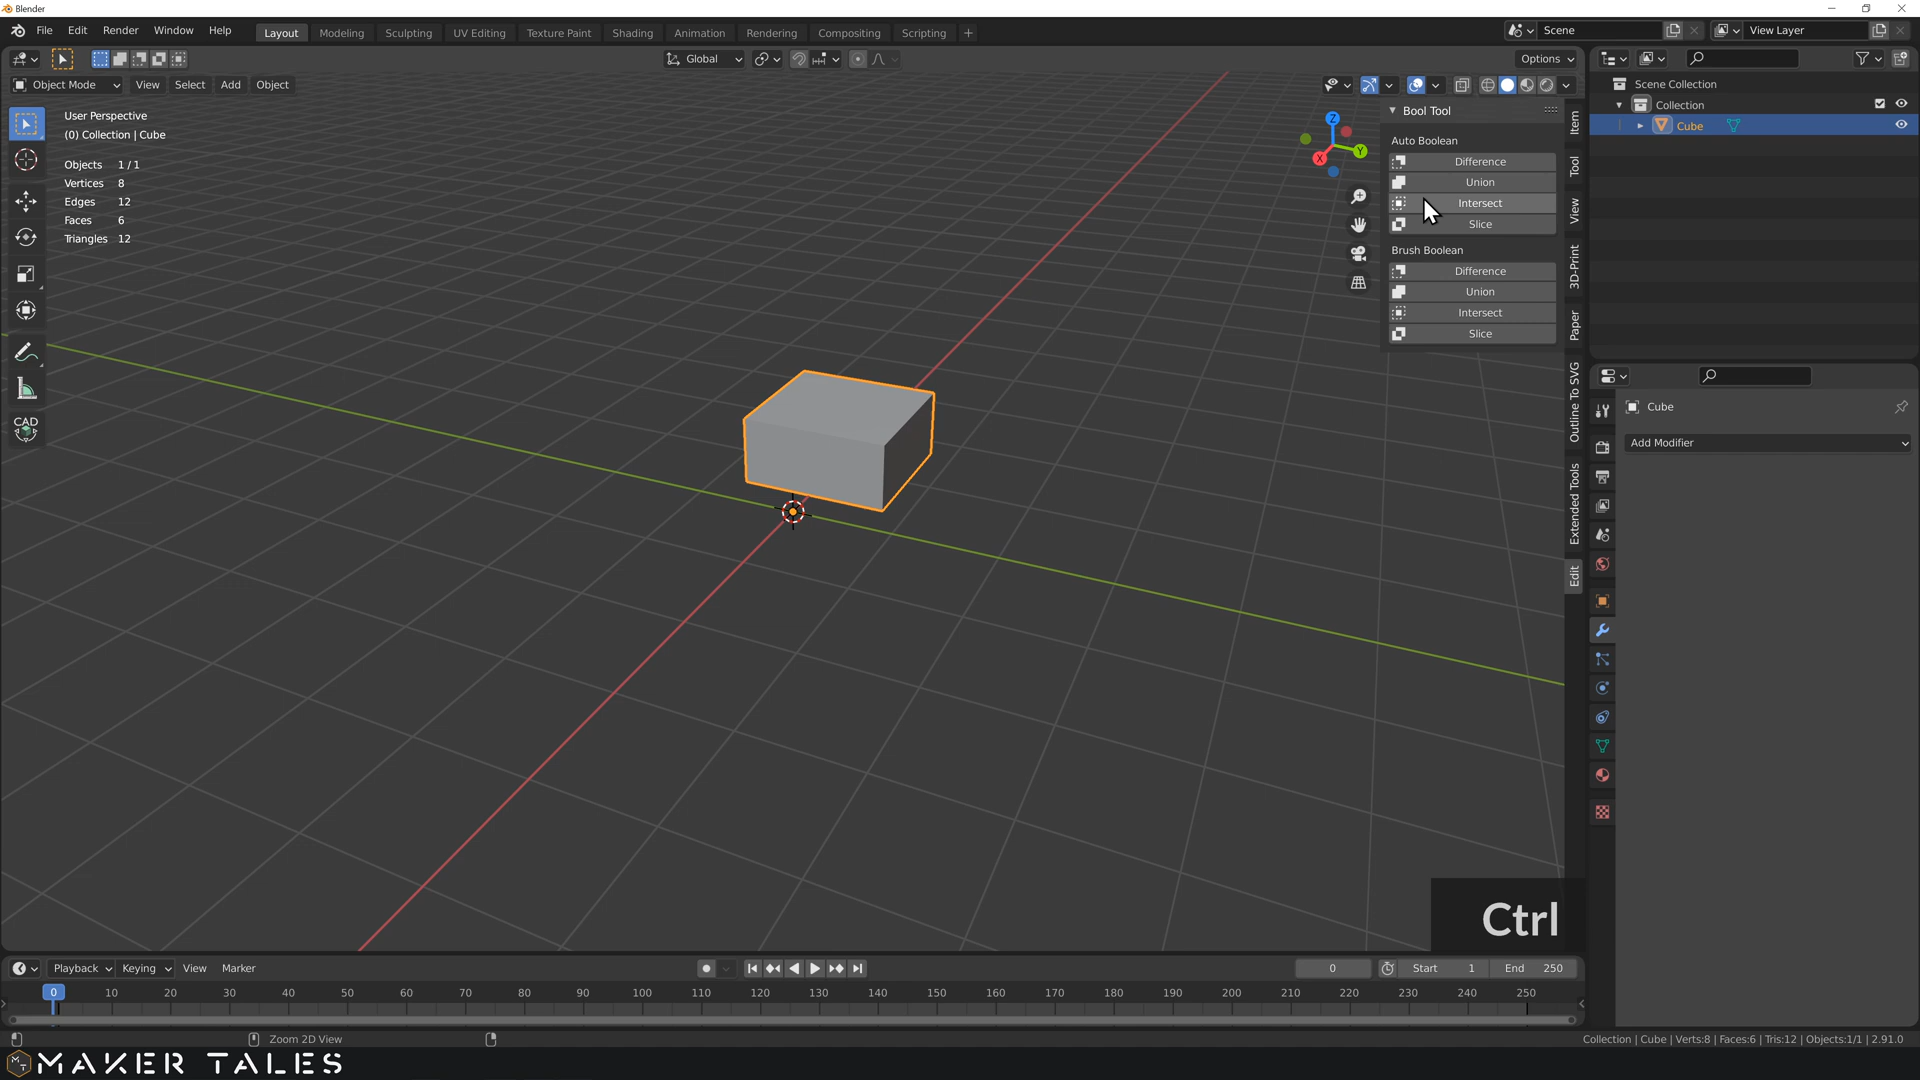 Blender
File Edit Render Window Help Layout Modeling Sculpting UV Editing Texture Paint Shading Animation Rendering Compositing Scripting + Scene View Layer
Global Options
Object Mode View Select Add Object
User Perspective
(0) Collection | Cube
Objects 1/1
Vertices 8
Edges 12
Faces 6
Triangles 12
CAD
Z
Y
X
Bool Tool
Auto Boolean
Difference
Union
Intersect
Slice
Brush Boolean
Difference
Union
Intersect
Slice
Item
Tool
View
3D-Print
Paper
Outline To SVG
Extended Tools
Edit
Scene Collection
Collection
Cube
Cube
Add Modifier
Ctrl
Playback Keying View Marker 0 Start 1 End 250
0 10 20 30 40 50 60 70 80 90 100 110 120 130 140 150 160 170 180 190 200 210 220 230 240 250
Zoom 2D View Collection | Cube | Verts:8 | Faces:6 | Tris:12 | Objects:1/1 | 2.91.0
MAKER TALES